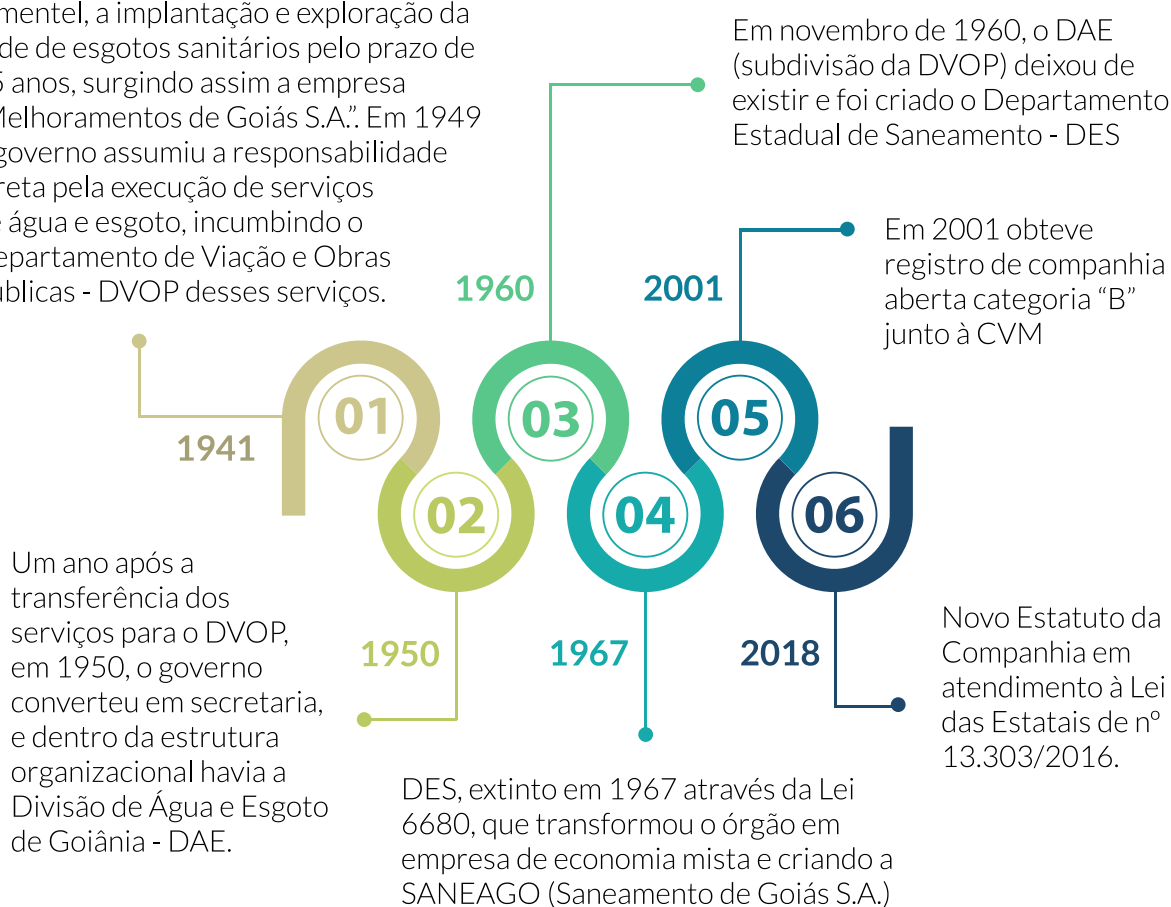 mentel, a implantação e exploração da
de de esgotos sanitários pelo prazo de
5 anos, surgindo assim a empresa
Melhoramentos de Goiás S.A.”. Em 1949
governo assumiu a responsabilidade
reta pela execução de serviços
e água e esgoto, incumbindo o
epartamento de Viação e Obras
ublicas - DVOP desses serviços.
1941
01
Um ano após a
transferência dos
serviços para o DVOP,
em 1950, o governo
converteu em secretaria,
e dentro da estrutura
organizacional havia a
Divisão de Água e Esgoto
de Goiânia - DAE.
1950
02
Em novembro de 1960, o DAE
(subdivisão da DVOP) deixou de
existir e foi criado o Departamento
Estadual de Saneamento - DES
1960
03
DES, extinto em 1967 através da Lei
6680, que transformou o órgão em
empresa de economia mista e criando a
SANEAGO (Saneamento de Goiás S.A.)
1967
04
Em 2001 obteve
registro de companhia
aberta categoria “B”
junto à CVM
2001
05
Novo Estatuto da
Companhia em
atendimento à Lei
das Estatais de nº
13.303/2016.
2018
06